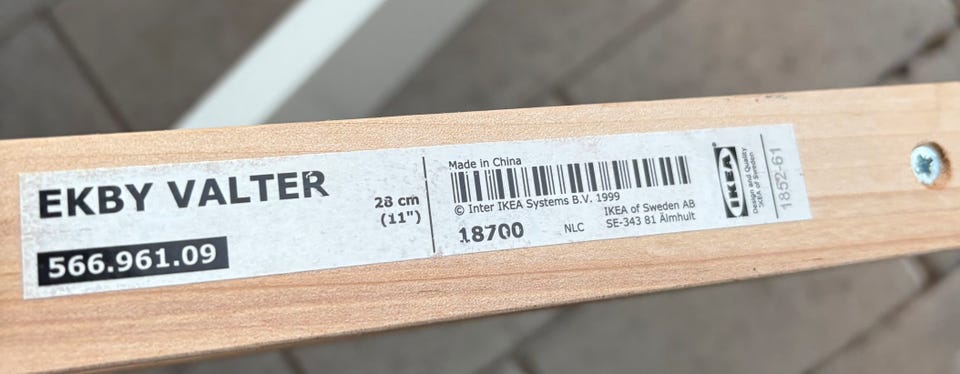 EKBY VALTER
28 cm
(11")
566.961.09
Made in China
© Inter IKEA Systems B.V. 1999
18700
NLC
IKEA of Sweden AB
SE-343 81 Älmhult
IKEA
Design and Quality
IKEA of Sweden
1852-61